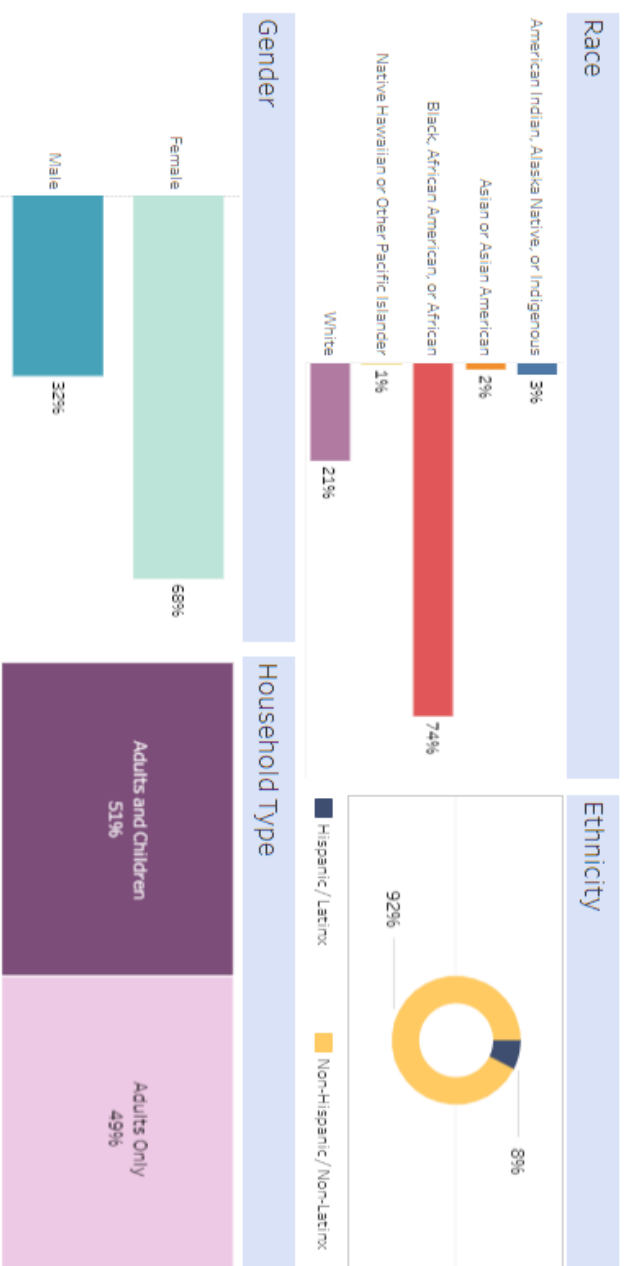 Race
American Indian, Alaska Native, or Indigenous
3%
Asian or Asian American
2%
Black, African American, or African
74%
Native Hawaiian or Other Pacific Islander
1%
White
21%
Ethnicity
92%
8%
Hispanic / Latinx
Non-Hispanic / Non-Latinx
Gender
Female
68%
Male
32%
Household Type
Adults and Children
51%
Adults Only
49%